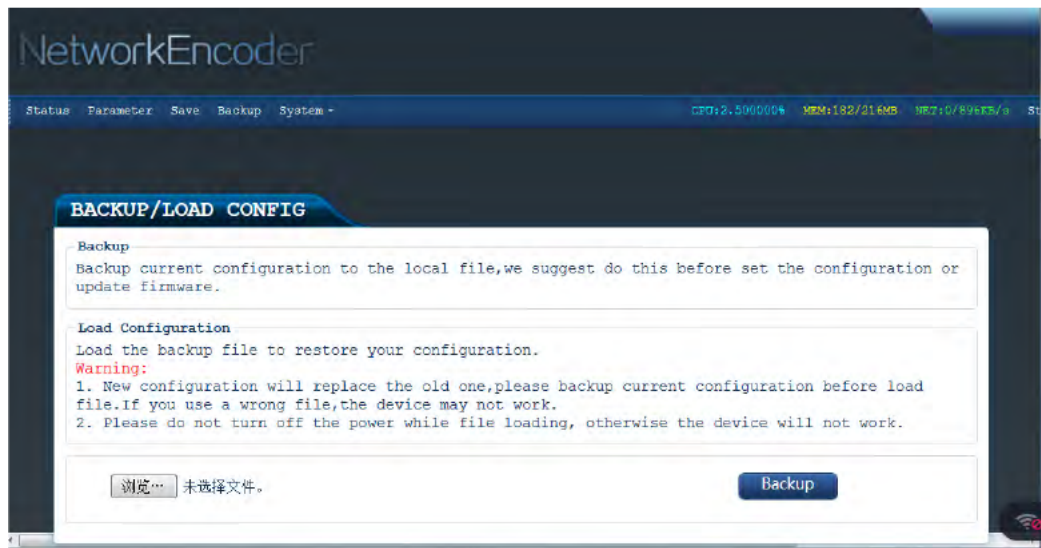 NetworkEncoder
Status Parameter Save Backup System CPU:2.500000% MEM:182/216MB NET:0/896KB/s St
BACKUP/LOAD CONFIG
Backup
Backup current configuration to the local file,we suggest do this before set the configuration or
update firmware.
Load Configuration
Load the backup file to restore your configuration.
Warning:
1. New configuration will replace the old one,please backup current configuration before load
file.If you use a wrong file,the device may not work.
2. Please do not turn off the power while file loading, otherwise the device will not work.
浏览… 未选择文件。 Backup